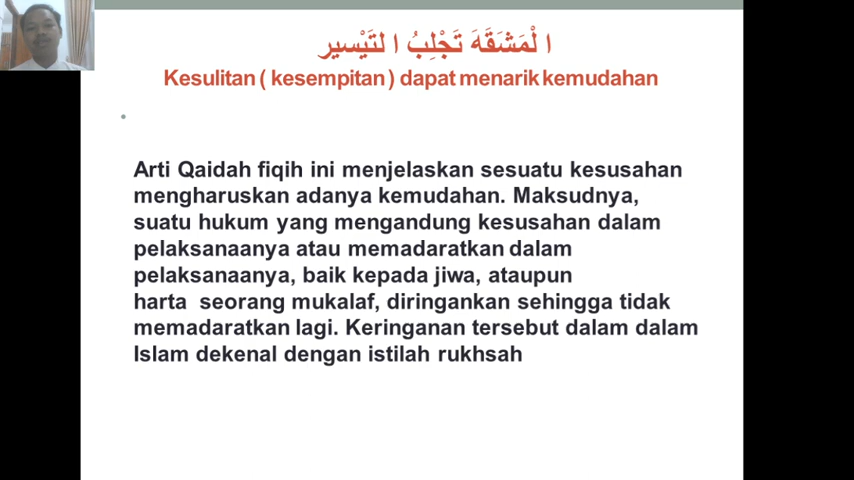 ا لْمَشَقَهَ تَجْلِبُ ا لتَيْسير
Kesulitan ( kesempitan ) dapat menarik kemudahan
Arti Qaidah fiqih ini menjelaskan sesuatu kesusahan
mengharuskan adanya kemudahan. Maksudnya,
suatu hukum yang mengandung kesusahan dalam
pelaksanaanya atau memadaratkan dalam
pelaksanaanya, baik kepada jiwa, ataupun
harta seorang mukalaf, diringankan sehingga tidak
memadaratkan lagi. Keringanan tersebut dalam dalam
Islam dekenal dengan istilah rukhsah